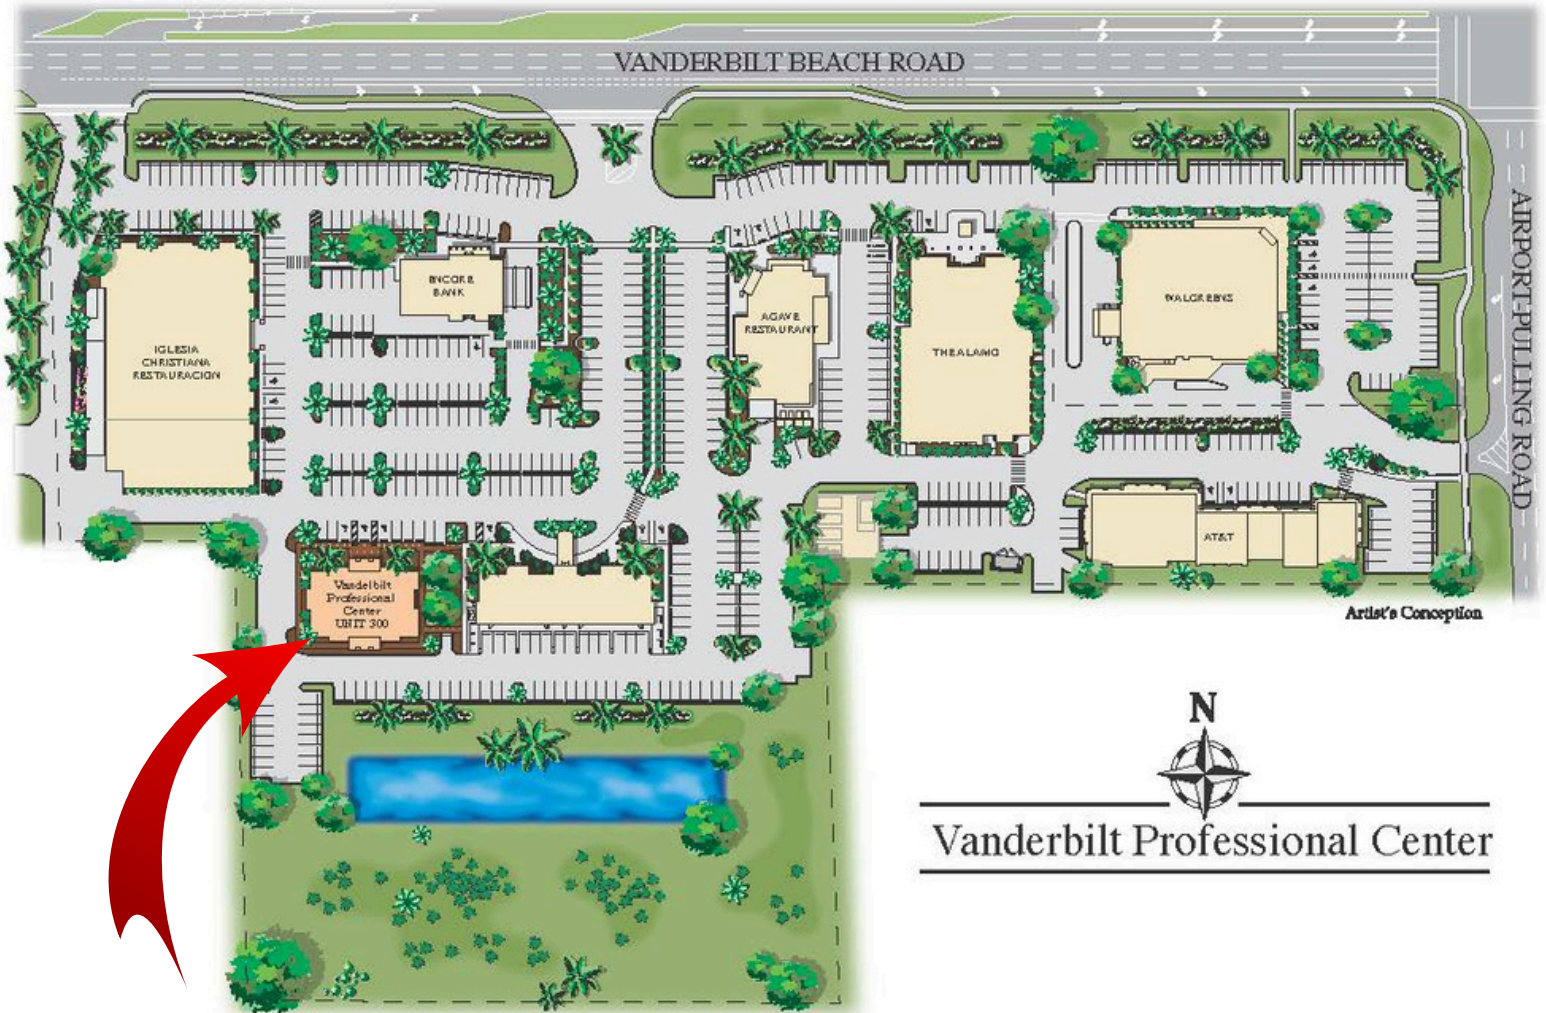 VANDERBILT BEACH ROAD
AIRPORT-PULLING ROAD
ENCORE
BANK
WALGREENS
AGAVE
RESTAURANT
THE ALAMO
IGLESIA
CHRISTIANA
RESTAURACION
AT&T
Vandelbilt
Professional
Center
UNIT 300
Artist's Conception
N
Vanderbilt Professional Center